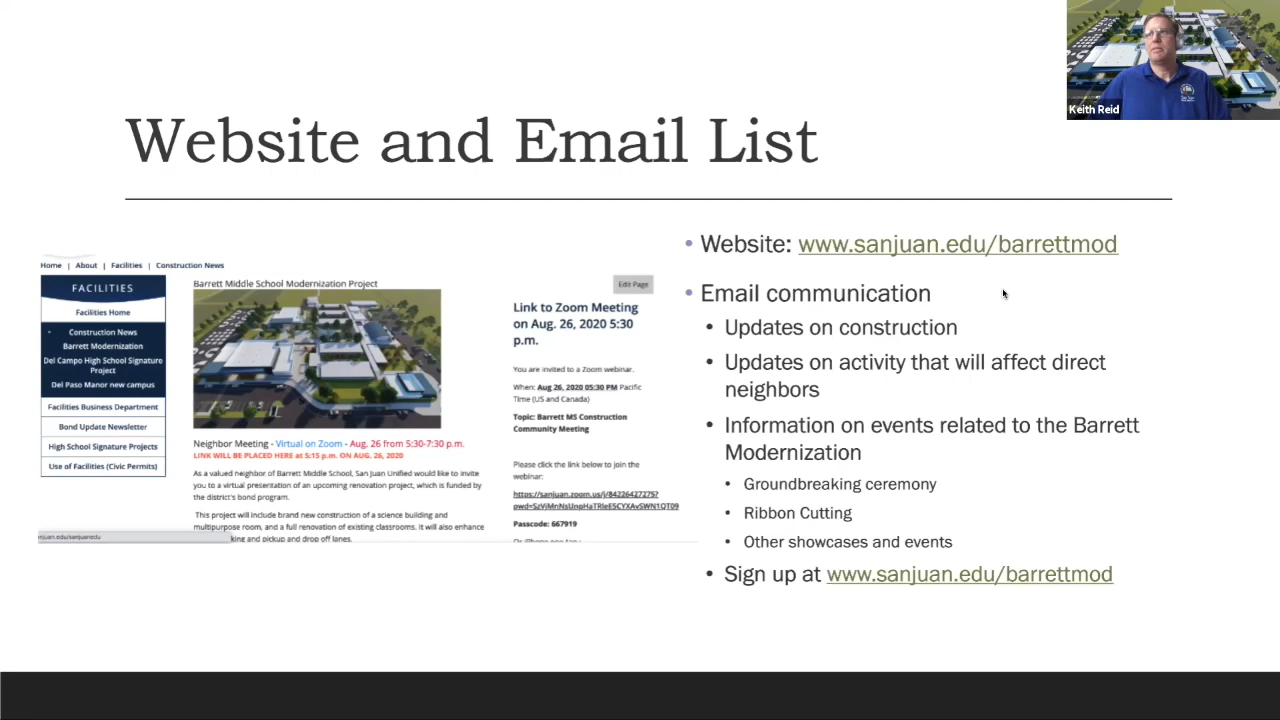 Keith Reid
Website and Email List
Home | About | Facilities | Construction News
FACILITIES
Facilities Home
Construction News
Barrett Modernization
Del Campo High School Signature
Project
Del Paso Manor new campus
Facilities Business Department
Bond Update Newsletter
High School Signature Projects
Use of Facilities (Civic Permits)
Barrett Middle School Modernization Project
Neighbor Meeting - Virtual on Zoom - Aug. 26 from 5:30-7:30 p.m.
LINK WILL BE PLACED HERE at 5:15 p.m. ON AUG. 26, 2020
As a valued neighbor of Barrett Middle School, San Juan Unified would like to invite
you to a virtual presentation of an upcoming renovation project, which is funded by
the district's bond program.
This project will include brand new construction of a science building and
multipurpose room, and a full renovation of existing classrooms. It will also enhance
king and pickup and drop off lanes.
Edit Page
Link to Zoom Meeting
on Aug. 26, 2020 5:30
p.m.
You are invited to a Zoom webinar.
When: Aug 26, 2020 05:30 PM Pacific
Time (US and Canada)
Topic: Barrett MS Construction
Community Meeting
Please click the link below to join the
webinar:
https://sanjuan.zoom.us/j/84226427275?
Passcode: 667919
• Website: www.sanjuan.edu/barrettmod
• Email communication
• Updates on construction
• Updates on activity that will affect direct
neighbors
• Information on events related to the Barrett
Modernization
• Groundbreaking ceremony
• Ribbon Cutting
• Other showcases and events
• Sign up at www.sanjuan.edu/barrettmod